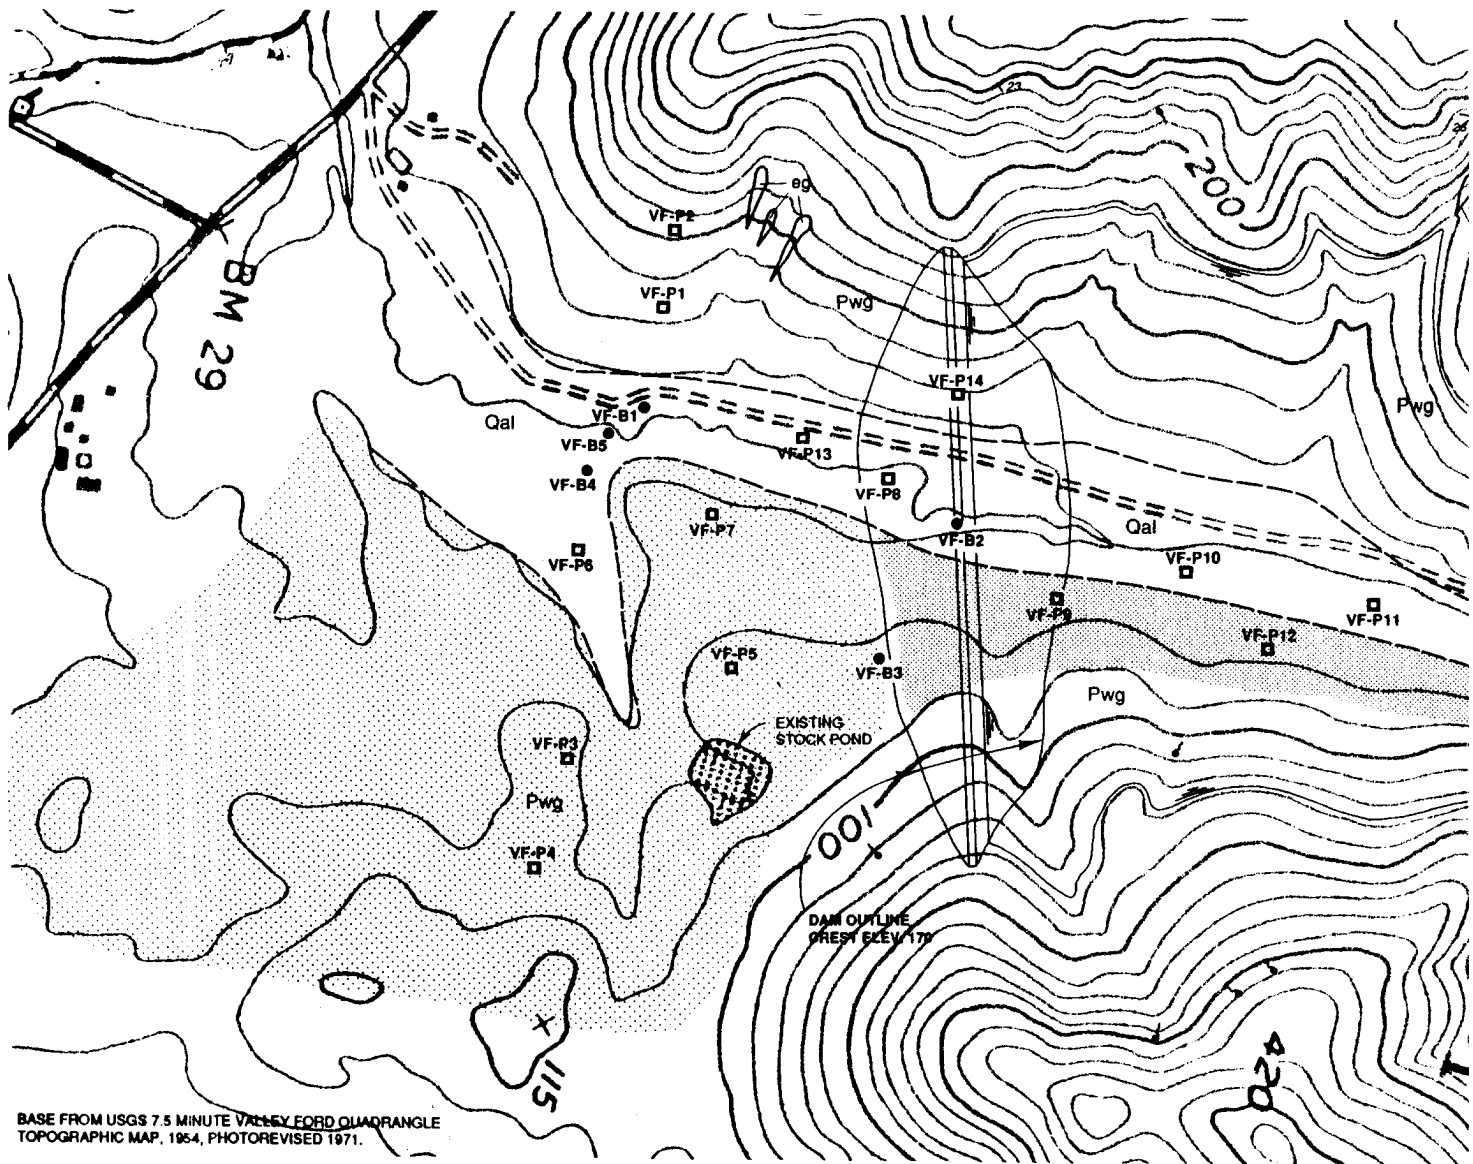 23
26
200
eg
VF-P2
BM 29
VF-P1
Pwg
VF-P14
Pwg
Qal
VF-B1
VF-B5
VF-P13
VF-B4
VF-P8
VF-P7
VF-B2
Qal
VF-P6
VF-P10
VF-P9
VF-P11
VF-P12
VF-P5
VF-B3
Pwg
EXISTING
STOCK POND
VF-P3
Pwg
100
VF-P4
DAM OUTLINE
CREST ELEV. 170
115
420
BASE FROM USGS 7.5 MINUTE VALLEY FORD QUADRANGLE
TOPOGRAPHIC MAP, 1954, PHOTOREVISED 1971.